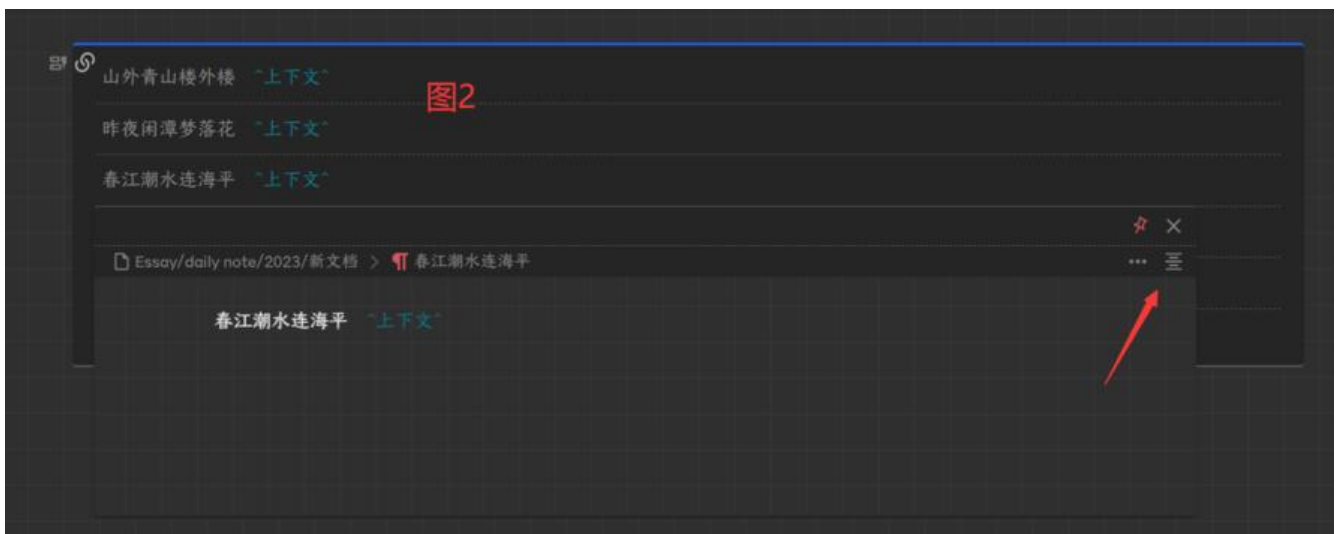 山外青山楼外楼 ^上下文^
图2
昨夜闲潭梦落花 ^上下文^
春江潮水连海平 ^上下文^
Essay/daily note/2023/新文档 > 春江潮水连海平
春江潮水连海平 ^上下文^